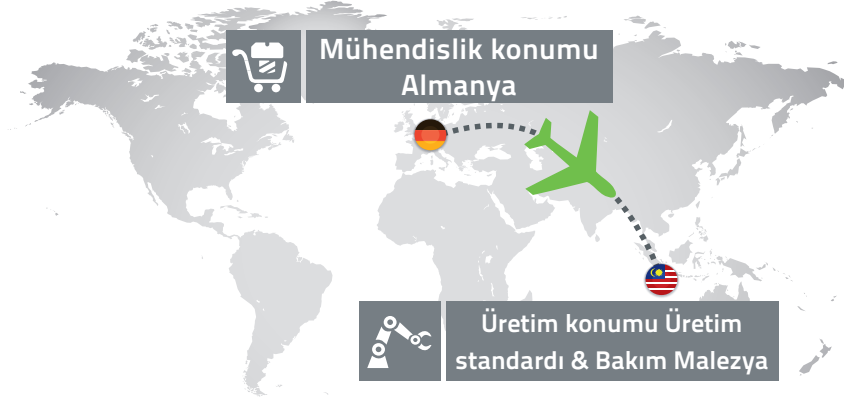 Mühendislik konumu
Almanya
Üretim konumu Üretim
standardı & Bakım Malezya